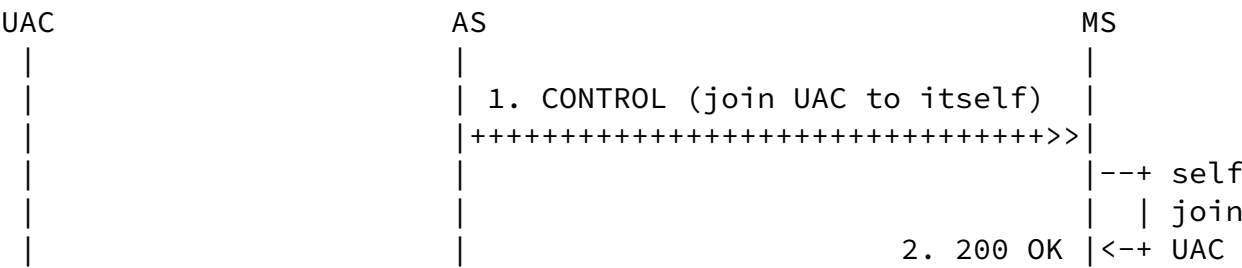 UAC                       AS                                  MS
 |                        |                                   |
 |                        | 1. CONTROL (join UAC to itself)   |
 |                        |++++++++++++++++++++++++++++++++>>|
 |                        |                                   |--+ self
 |                        |                                   |  | join
 |                        |                         2. 200 OK |<-+ UAC